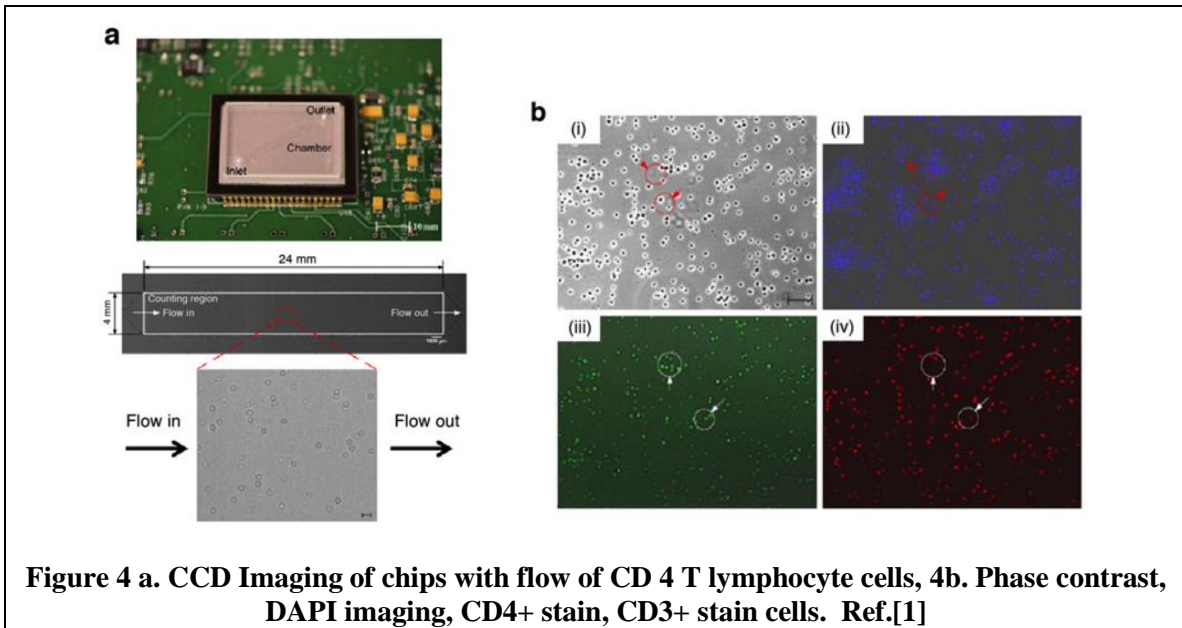 a
Outlet
Chamber
Inlet
10 mm
24 mm
4 mm
Counting region
Flow in
Flow out
Flow in
Flow out
b
(i)
(ii)
(iii)
(iv)
Figure 4 a. CCD Imaging of chips with flow of CD 4 T lymphocyte cells, 4b. Phase contrast,
DAPI imaging, CD4+ stain, CD3+ stain cells. Ref.[1]